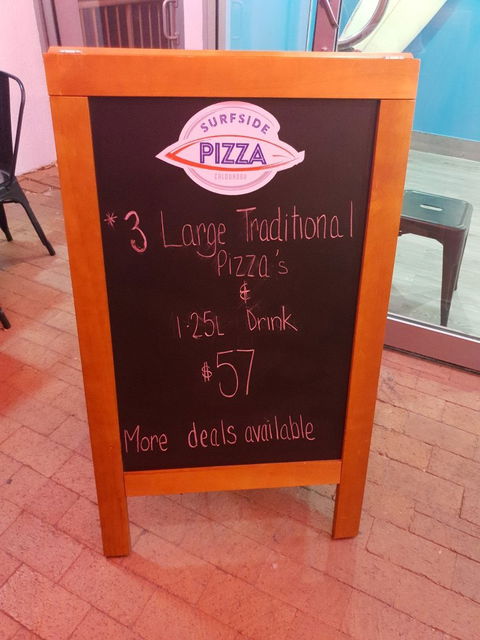 SURFSIDE
PIZZA
CALOUNDRA
* 3 Large Traditional
Pizza's
&
1.25L Drink
$57
More deals available